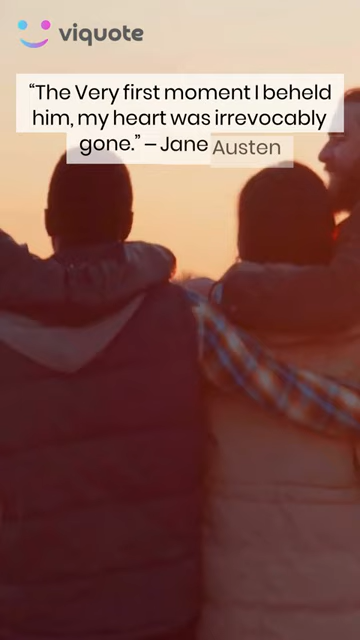 viquote
“The Very first moment I beheld
him, my heart was irrevocably
gone.” – Jane Austen